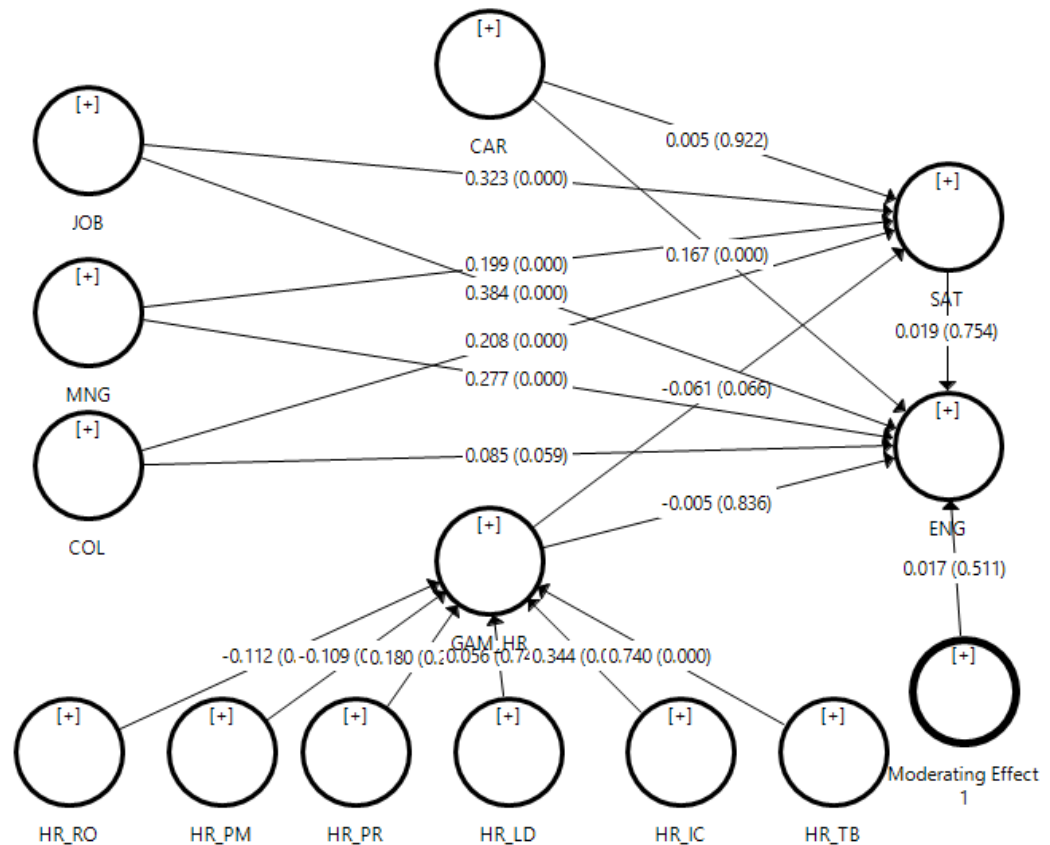 [+]
CAR
[+]
JOB
0.005 (0.922)
0.323 (0.000)
[+]
SAT
[+]
MNG
0.199 (0.000)
0.167 (0.000)
0.384 (0.000)
0.208 (0.000)
0.019 (0.754)
0.277 (0.000)
-0.061 (0.066)
[+]
COL
[+]
ENG
0.085 (0.059)
-0.005 (0.836)
[+]
GAM_HR
0.017 (0.511)
-0.112 -0.109 0.180 0.056 0.344 0.740 (0.000)
[+]
Moderating Effect
1
[+] [+] [+] [+] [+] [+]
HR_RO HR_PM HR_PR HR_LD HR_IC HR_TB